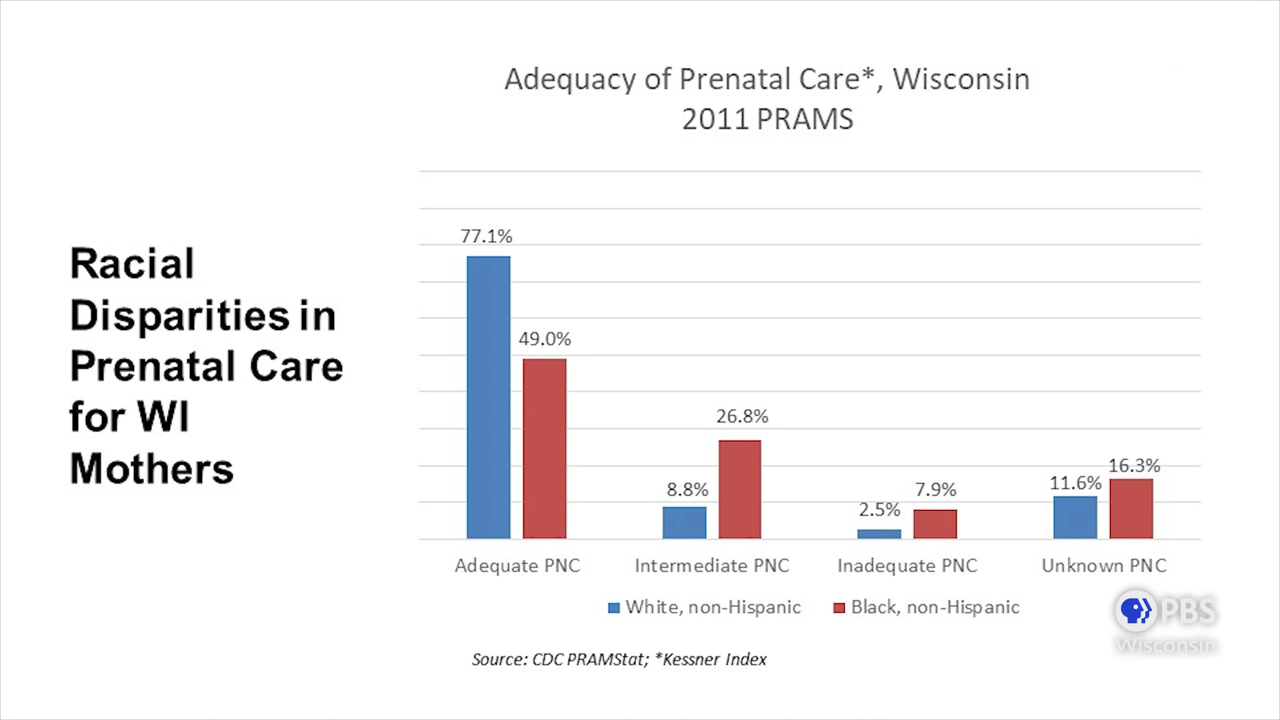 Adequacy of Prenatal Care*, Wisconsin
2011 PRAMS
Racial
Disparities in
Prenatal Care
for WI
Mothers
77.1%
49.0%
8.8%
26.8%
2.5%
7.9%
11.6%
16.3%
Adequate PNC
Intermediate PNC
Inadequate PNC
Unknown PNC
White, non-Hispanic
Black, non-Hispanic
Source: CDC PRAMStat; *Kessner Index
PBS
Wisconsin